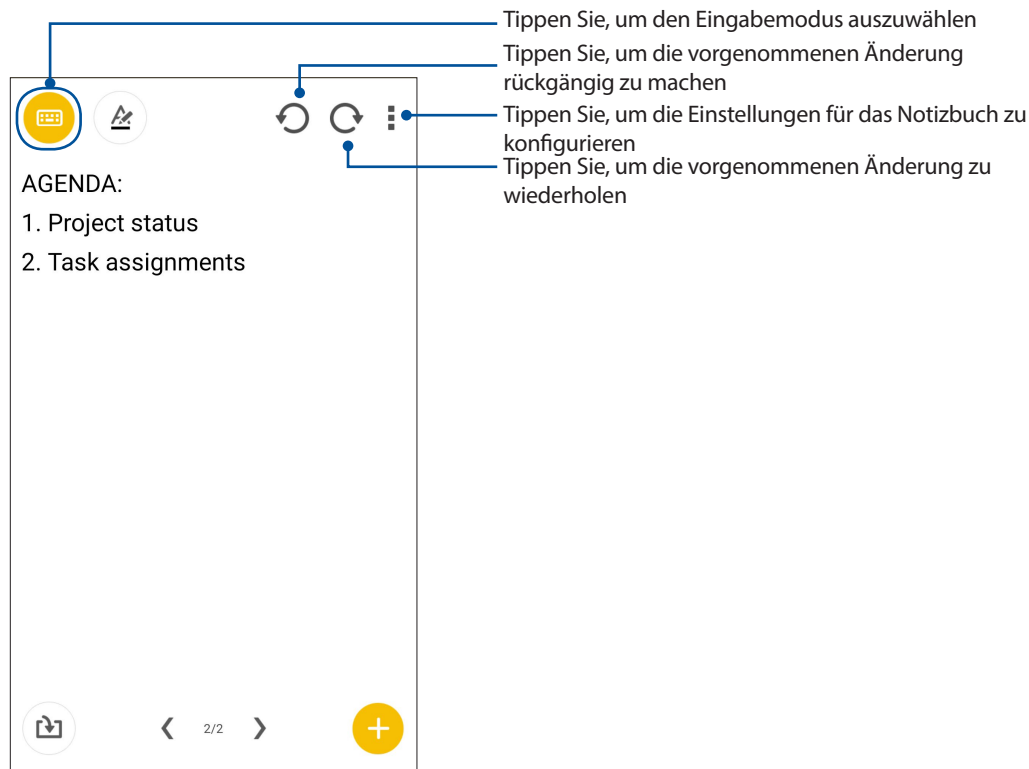 Tippen Sie, um den Eingabemodus auszuwählen
Tippen Sie, um die vorgenommenen Änderung
rückgängig zu machen
Tippen Sie, um die Einstellungen für das Notizbuch zu
konfigurieren
Tippen Sie, um die vorgenommenen Änderung zu
wiederholen
AGENDA:
1. Project status
2. Task assignments
2/2